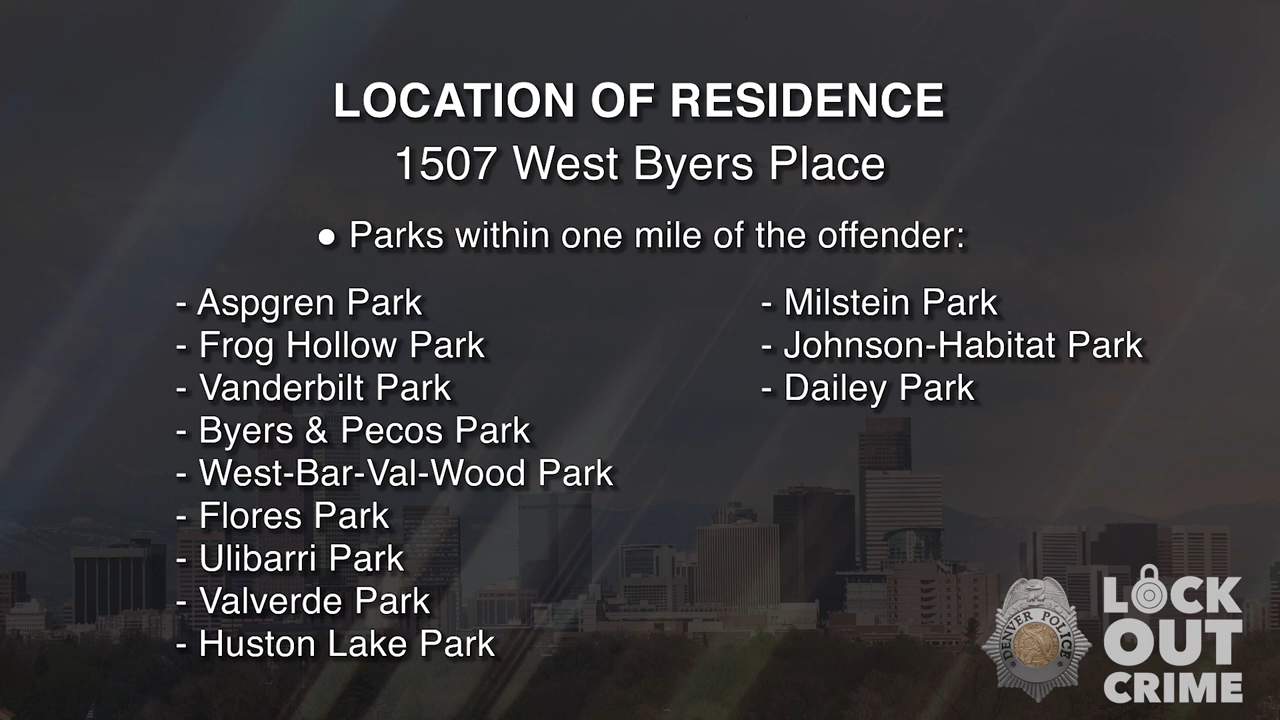 LOCATION OF RESIDENCE
1507 West Byers Place
● Parks within one mile of the offender:
- Aspgren Park
- Frog Hollow Park
- Vanderbilt Park
- Byers & Pecos Park
- West-Bar-Val-Wood Park
- Flores Park
- Ulibarri Park
- Valverde Park
- Huston Lake Park
- Milstein Park
- Johnson-Habitat Park
- Dailey Park
DENVER POLICE
LOCK
OUT
CRIME